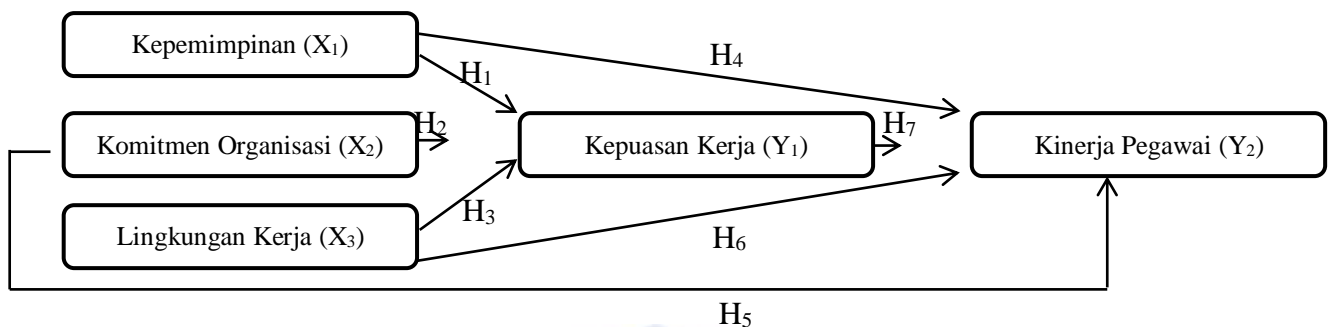 Kepemimpinan (X₁)
H₄
H₁
Komitmen Organisasi (X₂)
H₂
Kepuasan Kerja (Y₁)
H₇
Kinerja Pegawai (Y₂)
Lingkungan Kerja (X₃)
H₃
H₆
H₅